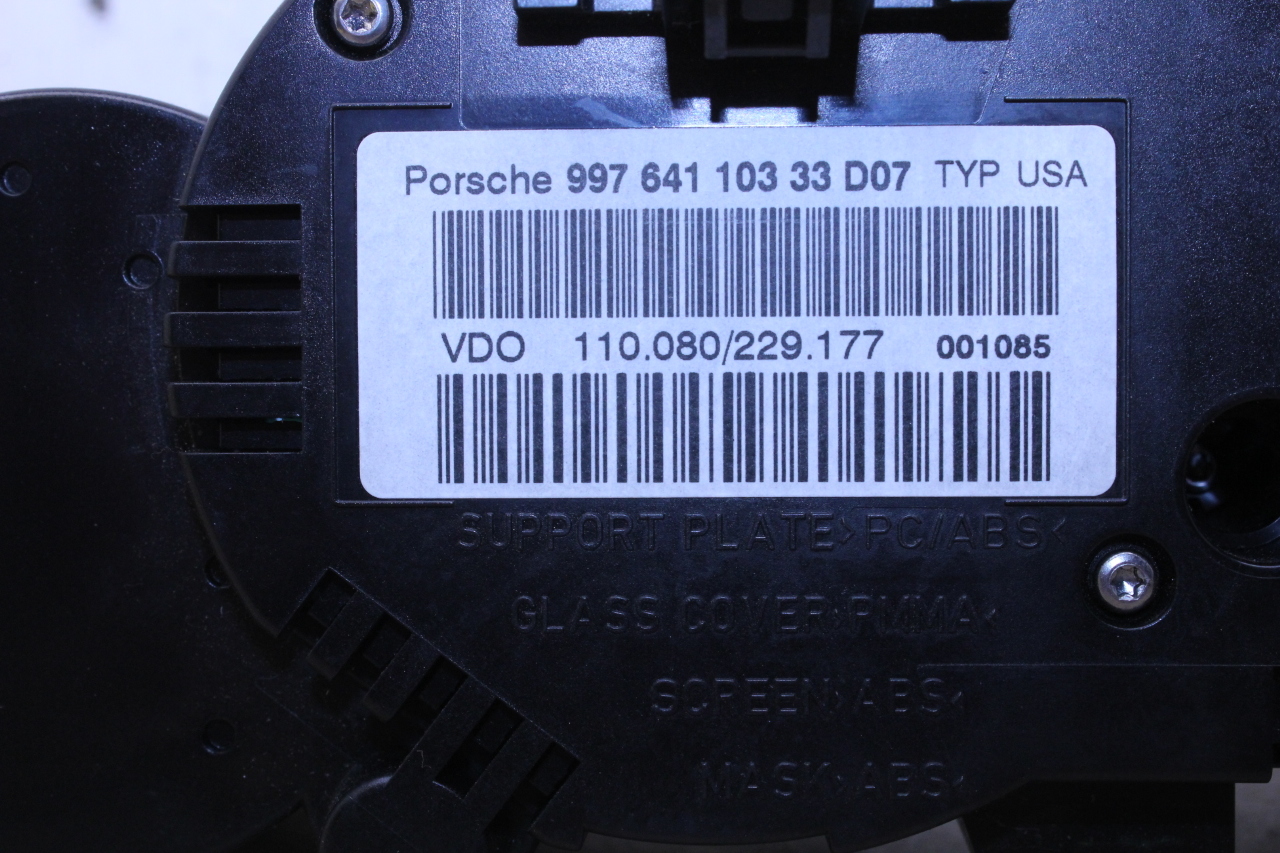 Porsche 997 641 103 33 D07 TYP USA
VDO 110.080/229.177 001085
SUPPORT PLATE>PC/ABS<
GLASS COVER>PMMA<
SCREEN>ABS<
MASK>ABS<